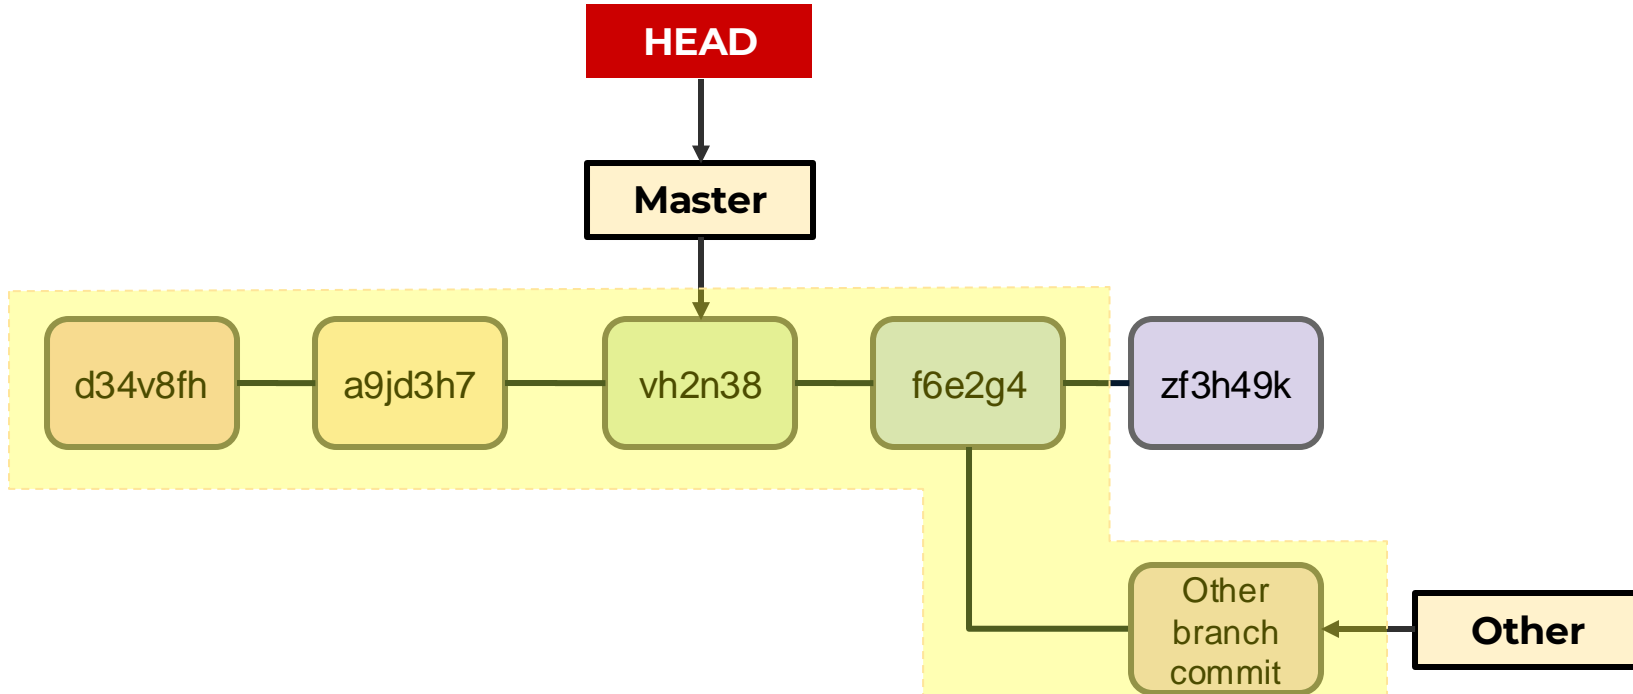 HEAD
Master
d34v8fh
a9jd3h7
vh2n38
f6e2g4
zf3h49k
Other
branch
commit
Other